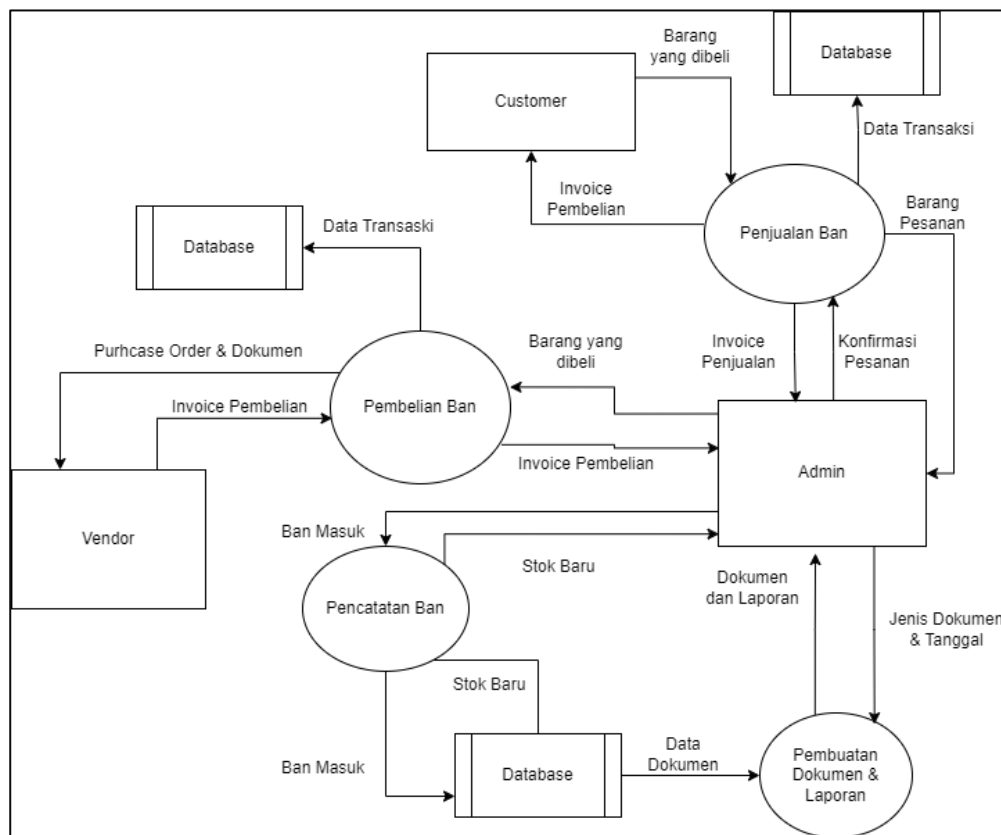 Barang
yang dibeli
Database
Customer
Data Transaksi
Invoice
Pembelian
Barang
Pesanan
Penjualan Ban
Data Transaski
Database
Purhcase Order & Dokumen
Barang yang
dibeli
Invoice
Penjualan
Konfirmasi
Pesanan
Invoice Pembelian
Pembelian Ban
Invoice Pembelian
Admin
Vendor
Ban Masuk
Stok Baru
Dokumen
dan Laporan
Pencatatan Ban
Jenis Dokumen
& Tanggal
Stok Baru
Ban Masuk
Database
Data
Dokumen
Pembuatan
Dokumen &
Laporan